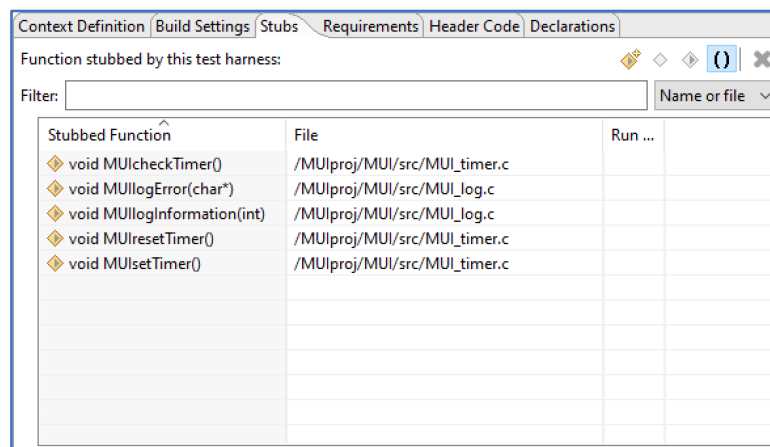 Context Definition Build Settings Stubs Requirements Header Code Declarations
Function stubbed by this test harness:
( )
Filter: Name or file
Stubbed Function File Run ...
void MUIcheckTimer() /MUIproj/MUI/src/MUI_timer.c
void MUIlogError(char*) /MUIproj/MUI/src/MUI_log.c
void MUIlogInformation(int) /MUIproj/MUI/src/MUI_log.c
void MUIresetTimer() /MUIproj/MUI/src/MUI_timer.c
void MUIsetTimer() /MUIproj/MUI/src/MUI_timer.c